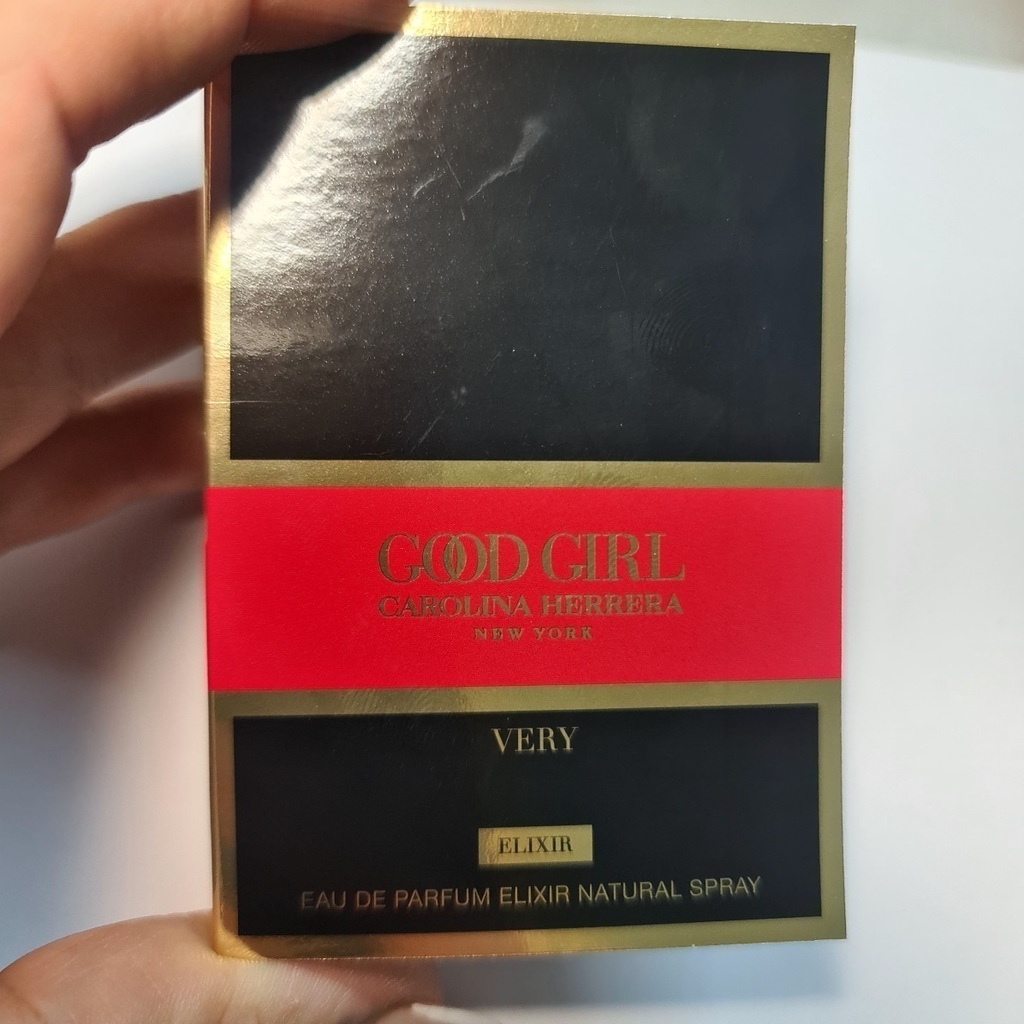 GOOD GIRL
CAROLINA HERRERA
NEW YORK
VERY
ELIXIR
EAU DE PARFUM ELIXIR NATURAL SPRAY